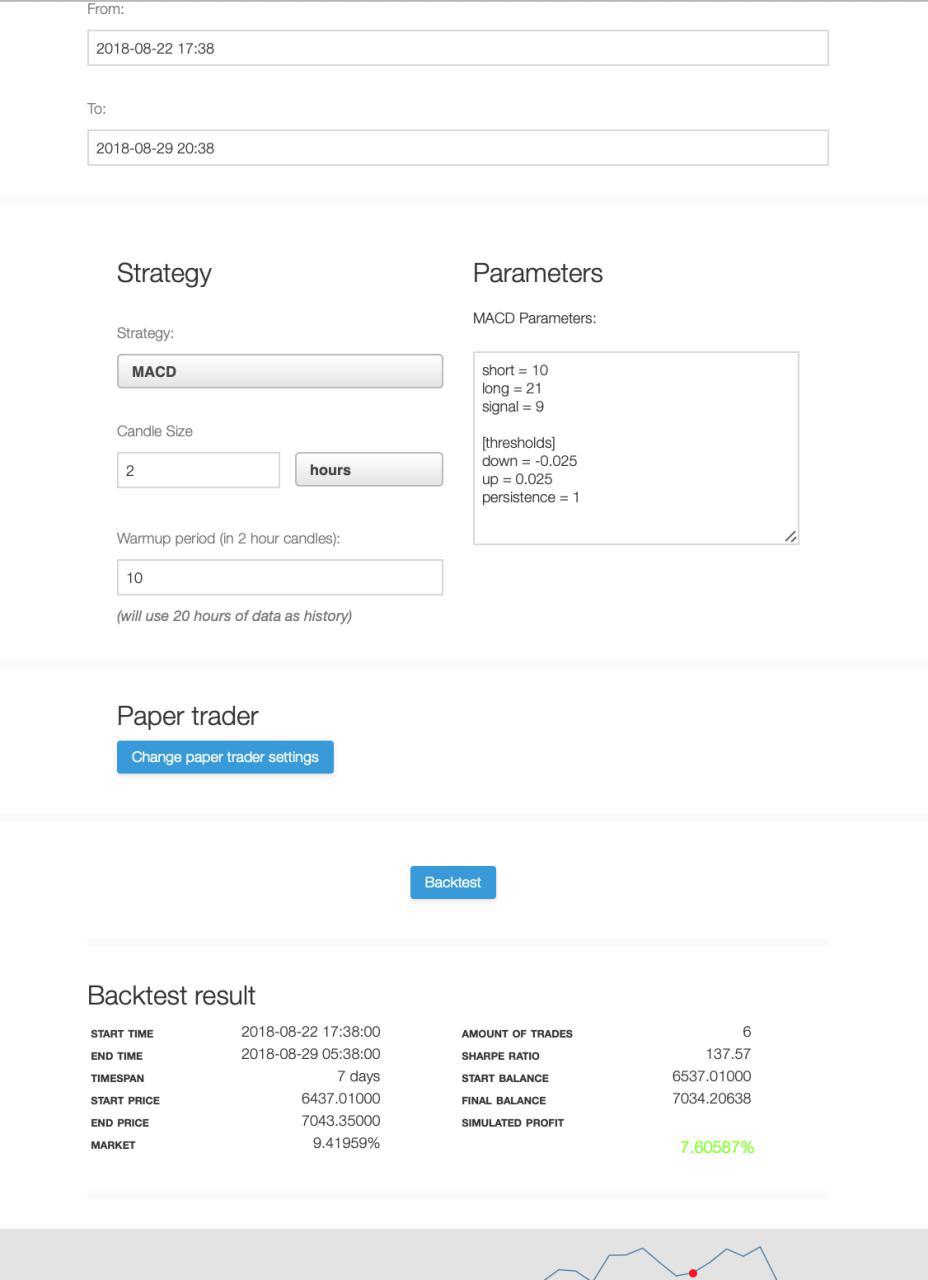 From:
2018-08-22 17:38
To:
2018-08-29 20:38
Strategy
Strategy:
MACD
Candle Size
2
hours
Warmup period (in 2 hour candles):
10
(will use 20 hours of data as history)
Parameters
MACD Parameters:
short = 10
long = 21
signal = 9
[thresholds]
down = -0.025
up = 0.025
persistence = 1
Paper trader
Change paper trader settings
Backtest
Backtest result
START TIME 2018-08-22 17:38:00
END TIME 2018-08-29 05:38:00
TIMESPAN 7 days
START PRICE 6437.01000
END PRICE 7043.35000
MARKET 9.41959%
AMOUNT OF TRADES 6
SHARPE RATIO 137.57
START BALANCE 6537.01000
FINAL BALANCE 7034.20638
SIMULATED PROFIT
7.60587%